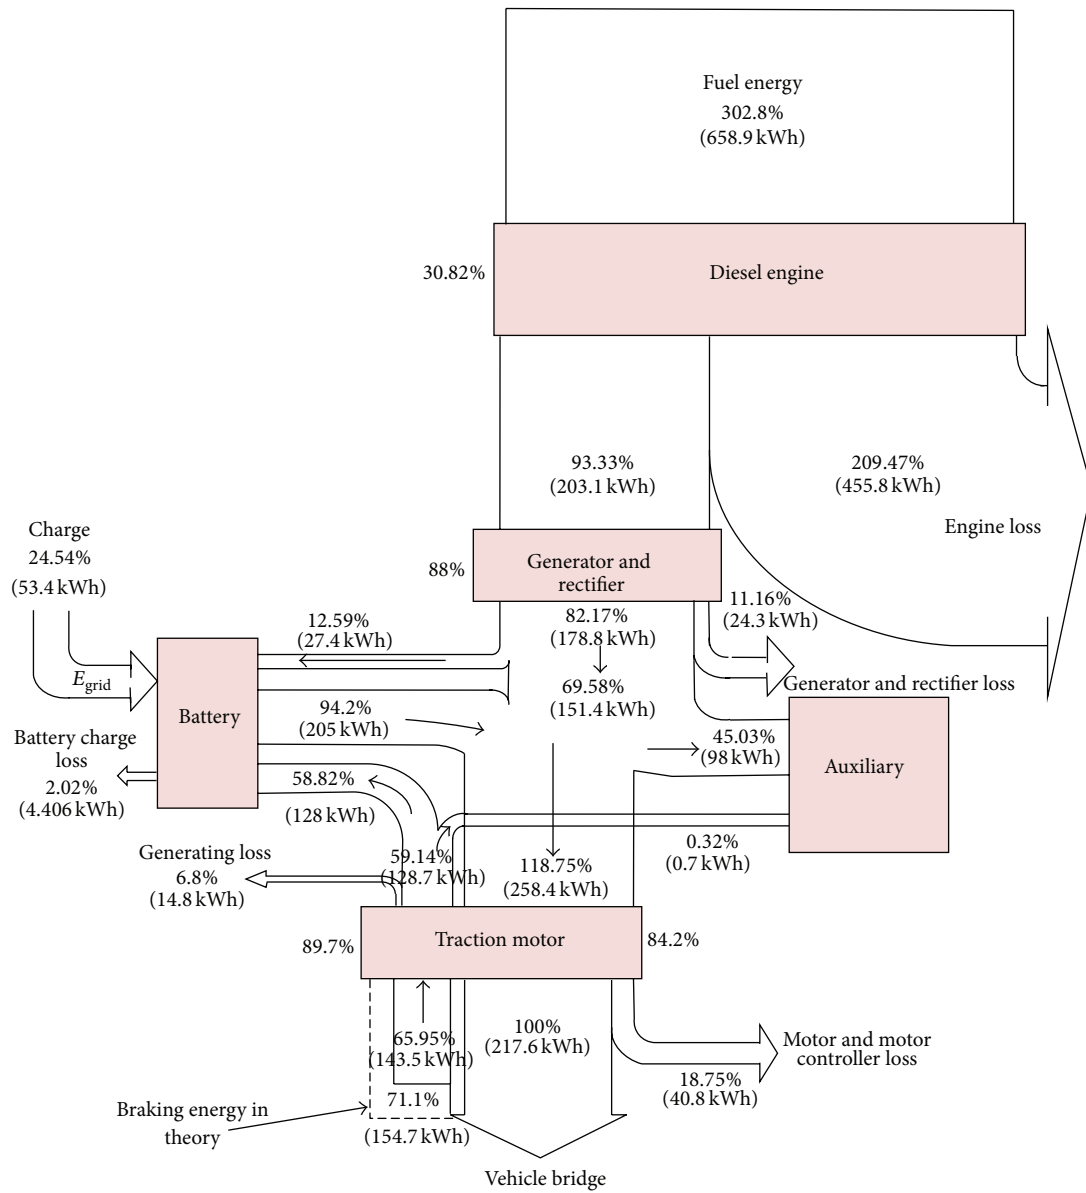 Fuel energy
302.8%
(658.9 kWh)
30.82%
Diesel engine
93.33%
(203.1 kWh)
209.47%
(455.8 kWh)
Engine loss
Charge
24.54%
(53.4 kWh)
E grid
88%
Generator and
rectifier
12.59%
(27.4 kWh)
82.17%
(178.8 kWh)
11.16%
(24.3 kWh)
Generator and rectifier loss
69.58%
(151.4 kWh)
Battery
94.2%
(205 kWh)
45.03%
(98 kWh)
Auxiliary
Battery charge
loss
2.02%
(4.406 kWh)
58.82%
(128 kWh)
0.32%
(0.7 kWh)
Generating loss
6.8%
(14.8 kWh)
59.14%
(128.7 kWh)
118.75%
(258.4 kWh)
89.7%
Traction motor
84.2%
65.95%
(143.5 kWh)
100%
(217.6 kWh)
Motor and motor
controller loss
18.75%
(40.8 kWh)
71.1%
(154.7 kWh)
Braking energy in
theory
Vehicle bridge